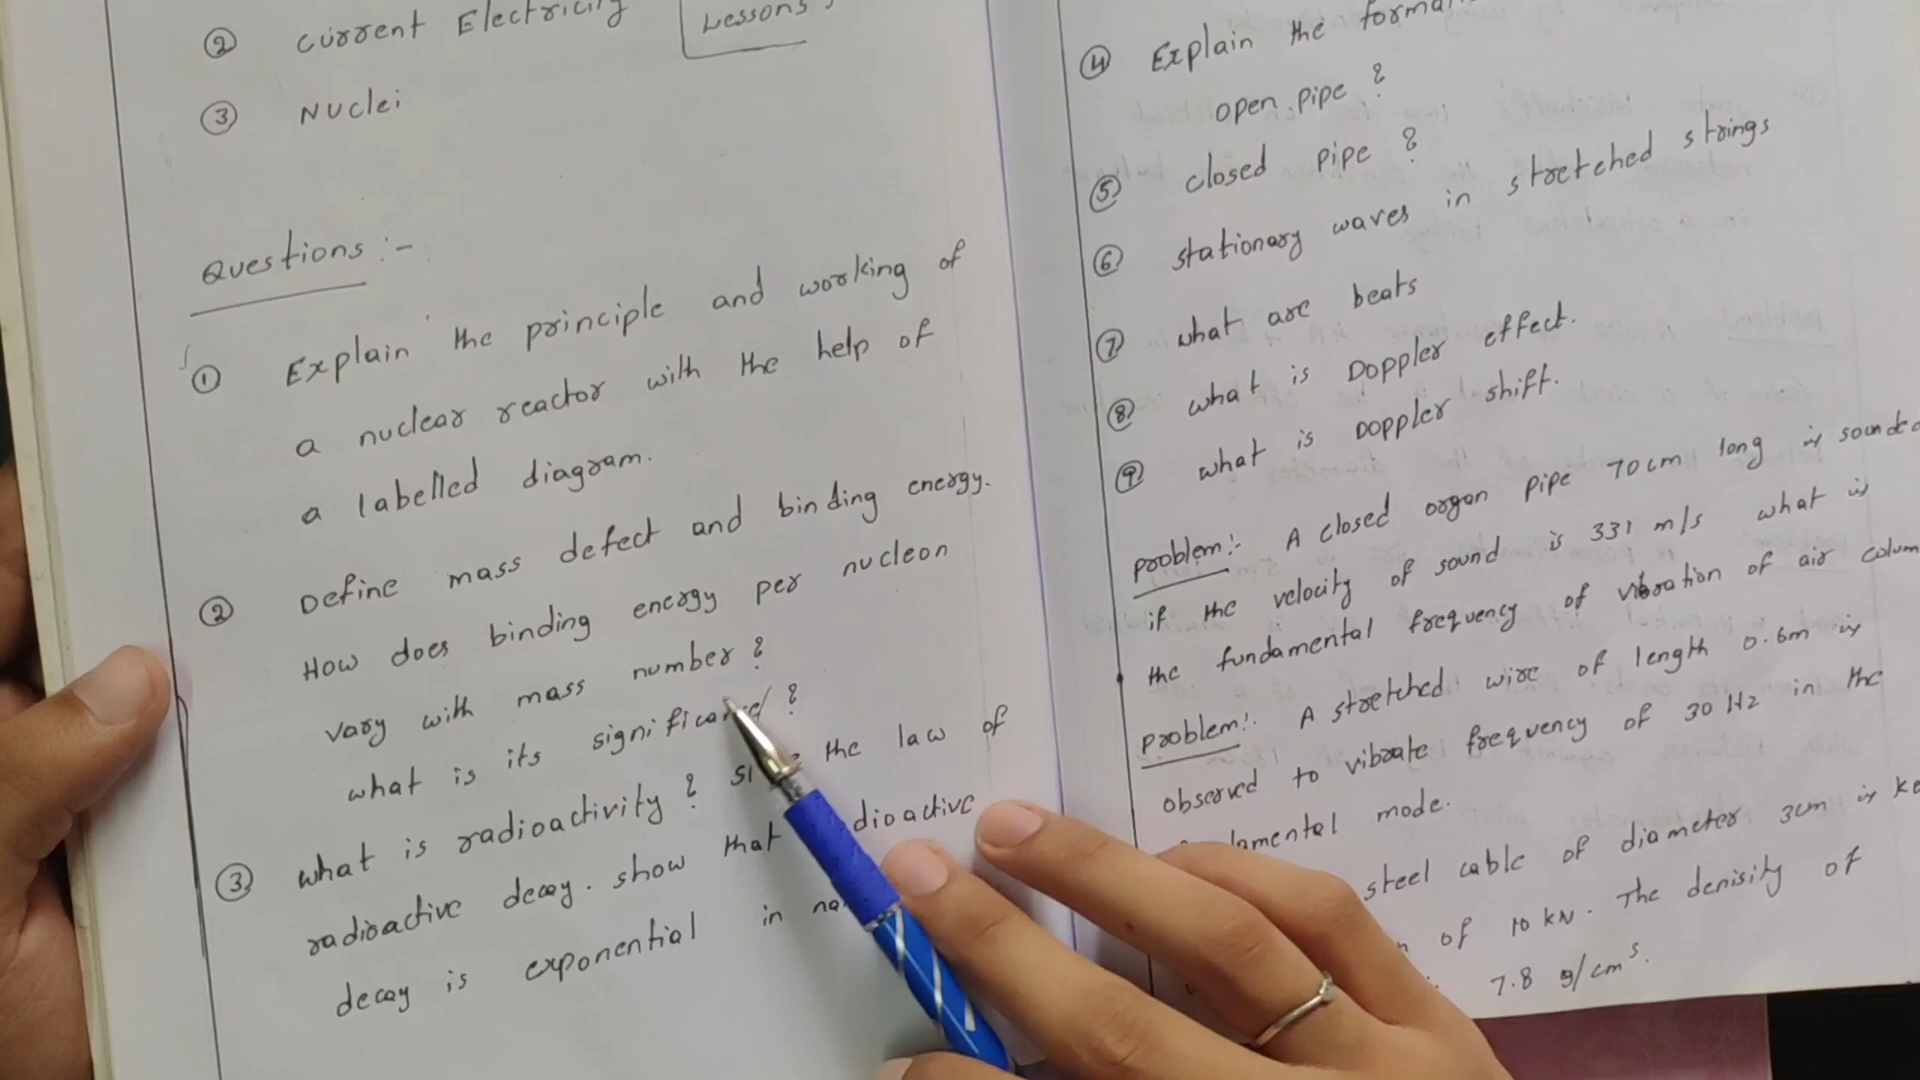 ② current Electricity
Lessons
③ Nuclei
Questions :-
① Explain the principle and working of
a nuclear reactor with the help of
a labelled diagram.
② Define mass defect and binding energy.
How does binding energy per nucleon
vary with mass number ?
what is its significance ?
③ what is radioactivity ? the law of
radioactive decay. show that
decay is exponential in
④ Explain the
open pipe ?
⑤ closed pipe ?
⑥ stationary waves in stretched strings
⑦ what are beats
⑧ what is Doppler effect.
⑨ what is Doppler shift.
problem:- A closed organ pipe 70cm long is sounded
if the velocity of sound is 331 m/s what is
the fundamental frequency of vibration of air
problem:- A stretched wire of length 0.6m is
observed to vibrate frequency of 30 Hz in the
mode.
steel cable of diameter 3cm is
of 10 kN. The denisity of
7.8 g/cm